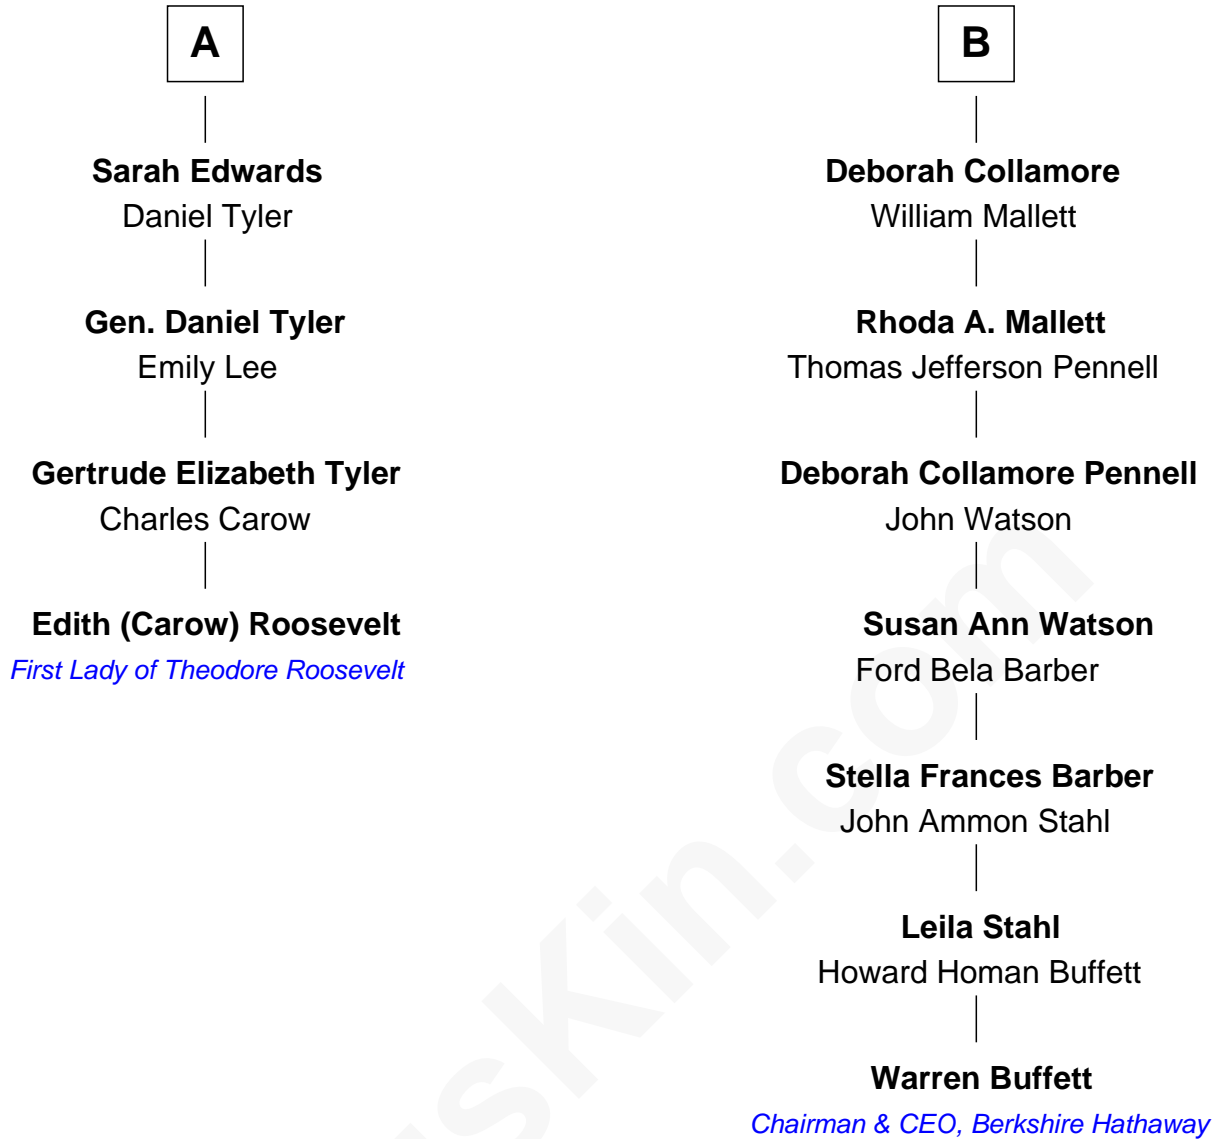 A
Sarah Edwards
Daniel Tyler
Gen. Daniel Tyler
Emily Lee
Gertrude Elizabeth Tyler
Charles Carow
Edith (Carow) Roosevelt
First Lady of Theodore Roosevelt
B
Deborah Collamore
William Mallett
Rhoda A. Mallett
Thomas Jefferson Pennell
Deborah Collamore Pennell
John Watson
Susan Ann Watson
Ford Bela Barber
Stella Frances Barber
John Ammon Stahl
Leila Stahl
Howard Homan Buffett
Warren Buffett
Chairman & CEO, Berkshire Hathaway
sKin.com